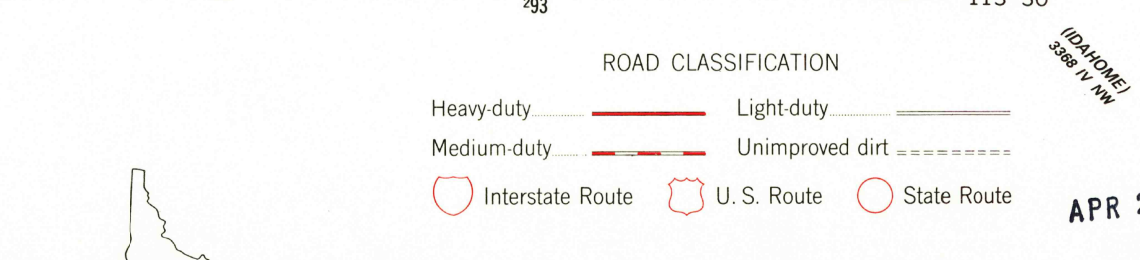 ²93
ROAD CLASSIFICATION
(IDAHOME)
3368 IV NW
Heavy-duty
Light-duty
Medium-duty
Unimproved dirt
Interstate Route
U. S. Route
State Route
APR